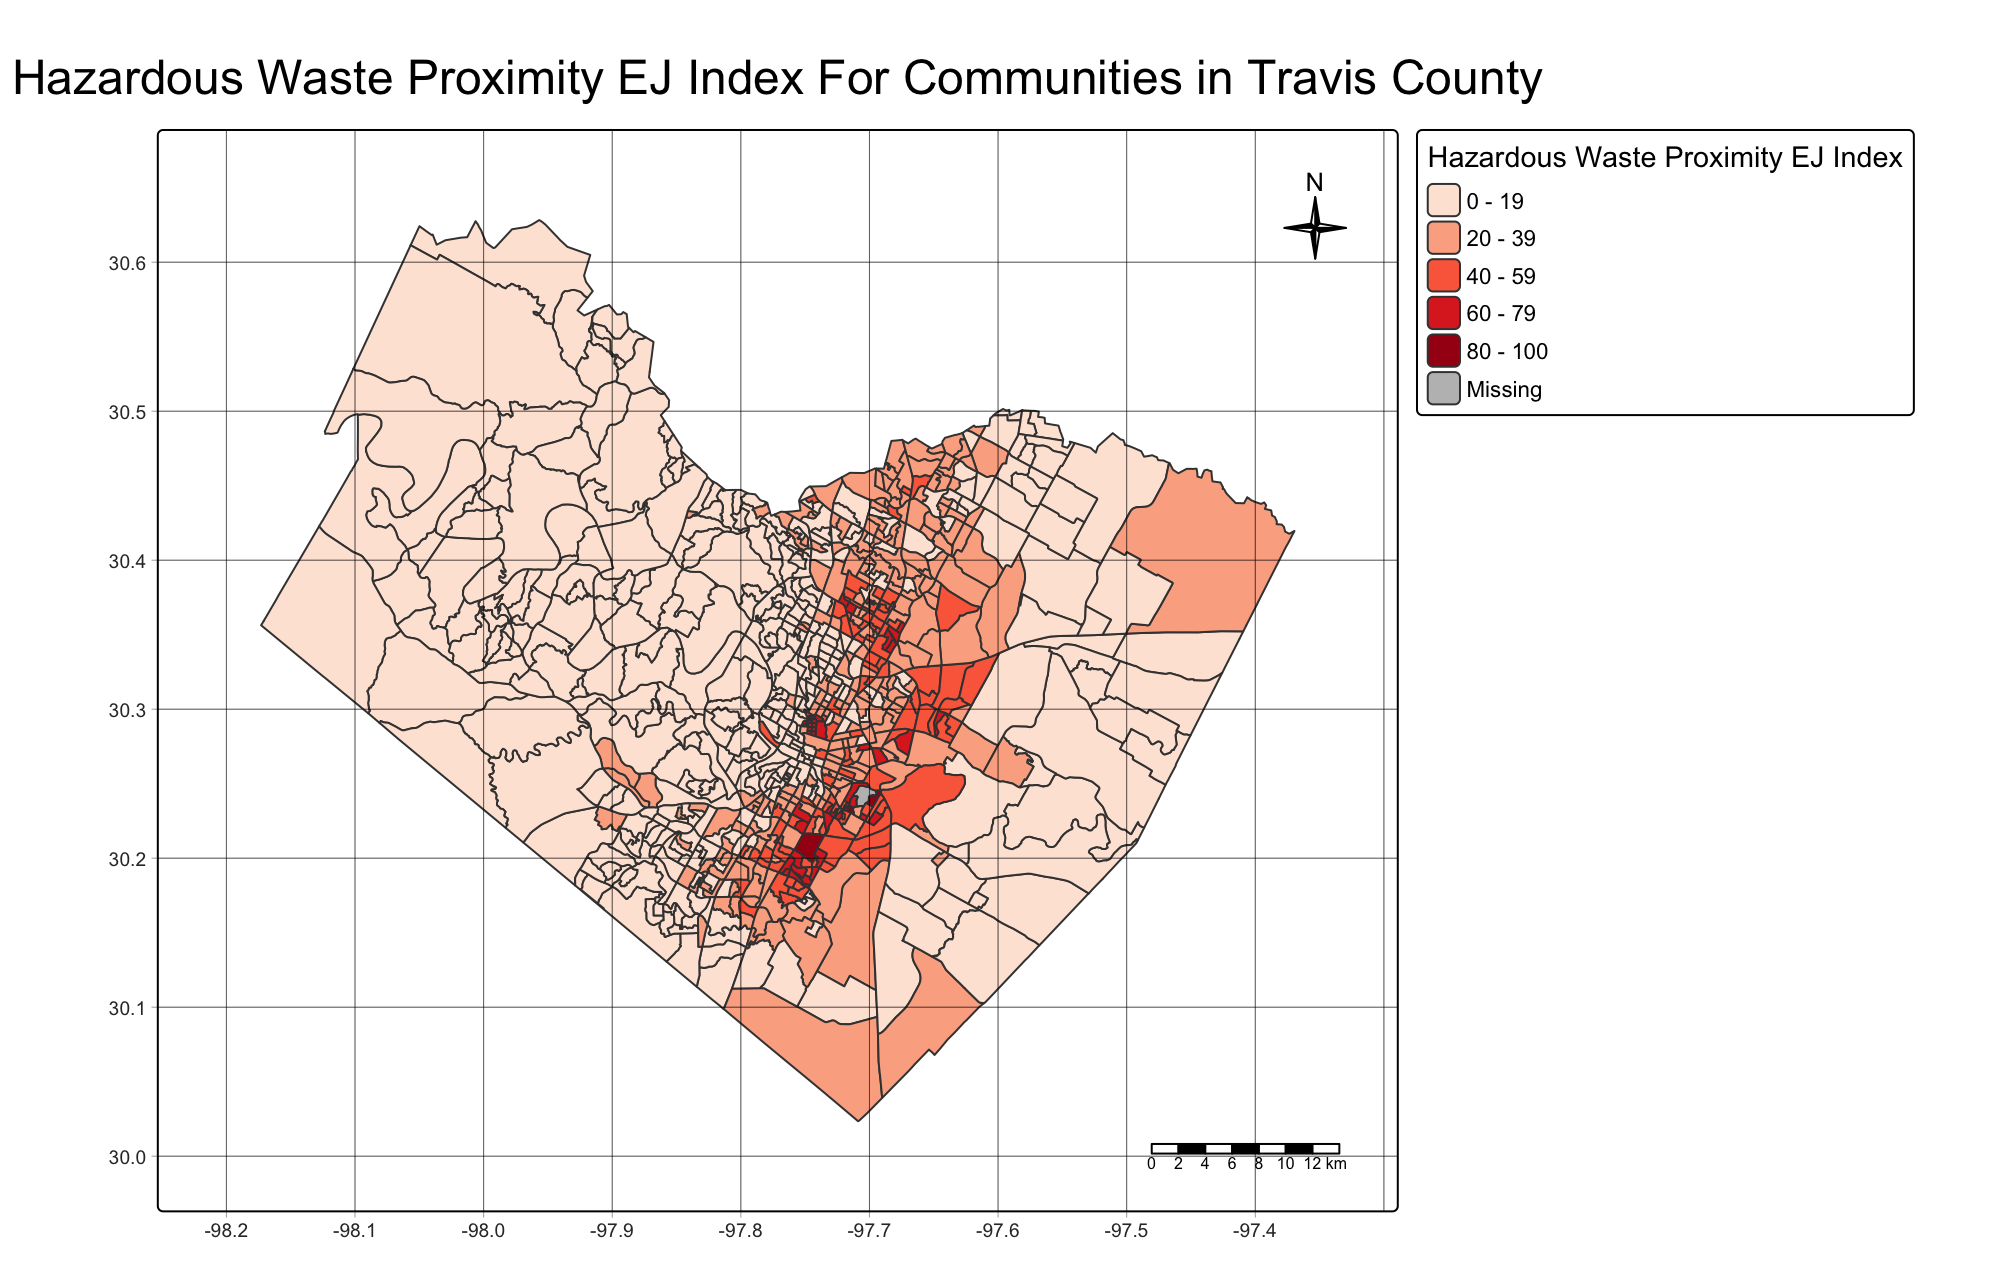 Hazardous Waste Proximity EJ Index For Communities in Travis County
N
30.6
30.5
30.4
30.3
30.2
30.1
30.0
-98.2 -98.1 -98.0 -97.9 -97.8 -97.7 -97.6 -97.5 -97.4
0 2 4 6 8 10 12 km
Hazardous Waste Proximity EJ Index
0 - 19
20 - 39
40 - 59
60 - 79
80 - 100
Missing